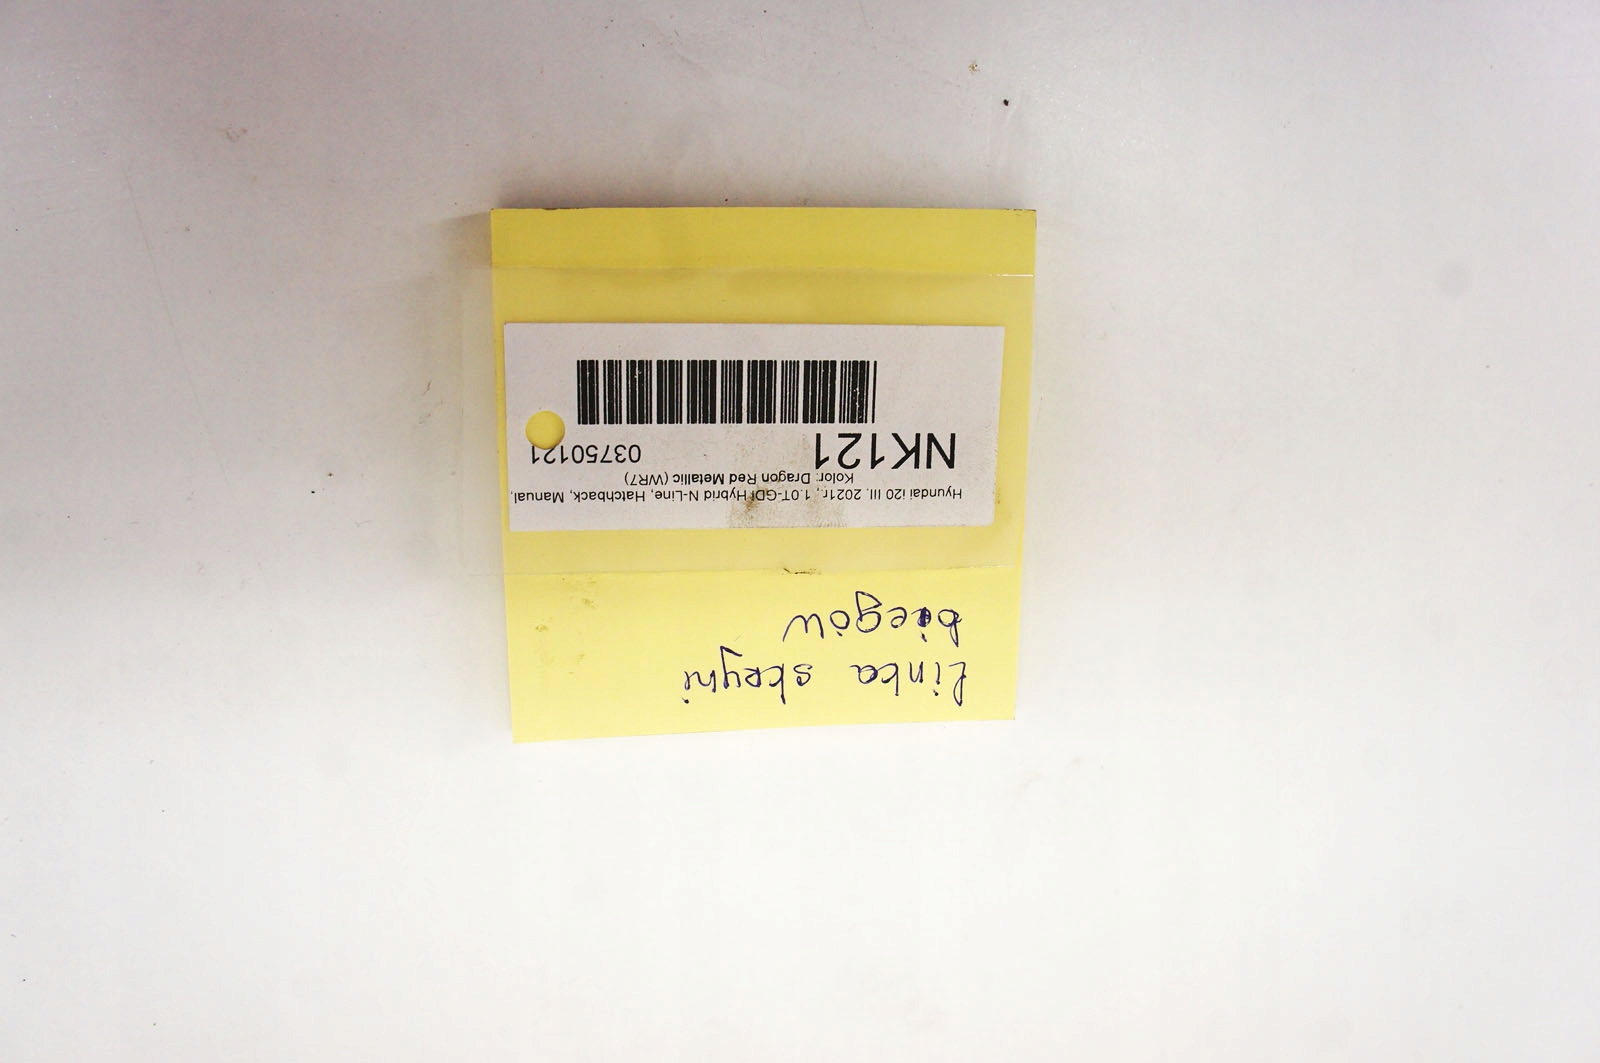 Linka skrzyni
biegów
Hyundai i20 III, 2021r., 1.0T-GDI Hybrid N-Line, Hatchback, Manual,
Kolor: Dragon Red Metallic (WR7)
NK121 03750121